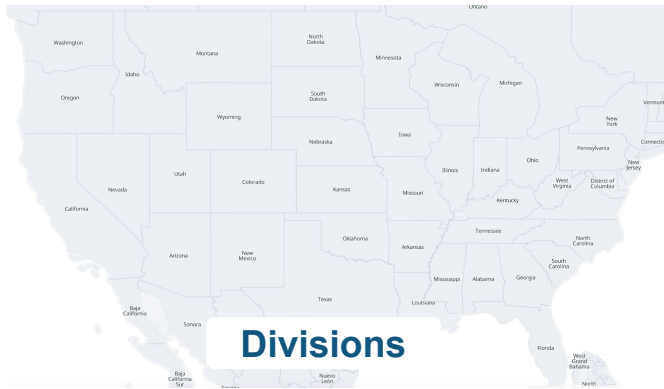 Ontario
Washington
Montana
North
Dakota
Minnesota
Idaho
Oregon
South
Dakota
Wisconsin
Michigan
Vermont
Wyoming
New
York
Nebraska
Iowa
Connectic
Pennsylvania
Ohio
Illinois
Indiana
New
Jersey
Utah
Colorado
Nevada
Kansas
Missouri
West
Virginia
District of
Columbia
Kentucky
California
Tennessee
Oklahoma
Arkansas
North
Carolina
Arizona
New
Mexico
South
Carolina
Mississippi
Alabama
Georgia
Texas
Louisiana
Baja
California
Sonora
Divisions
Florida
West
Grand
Bahama
Baja
California
Sur
Nuevo
León
North